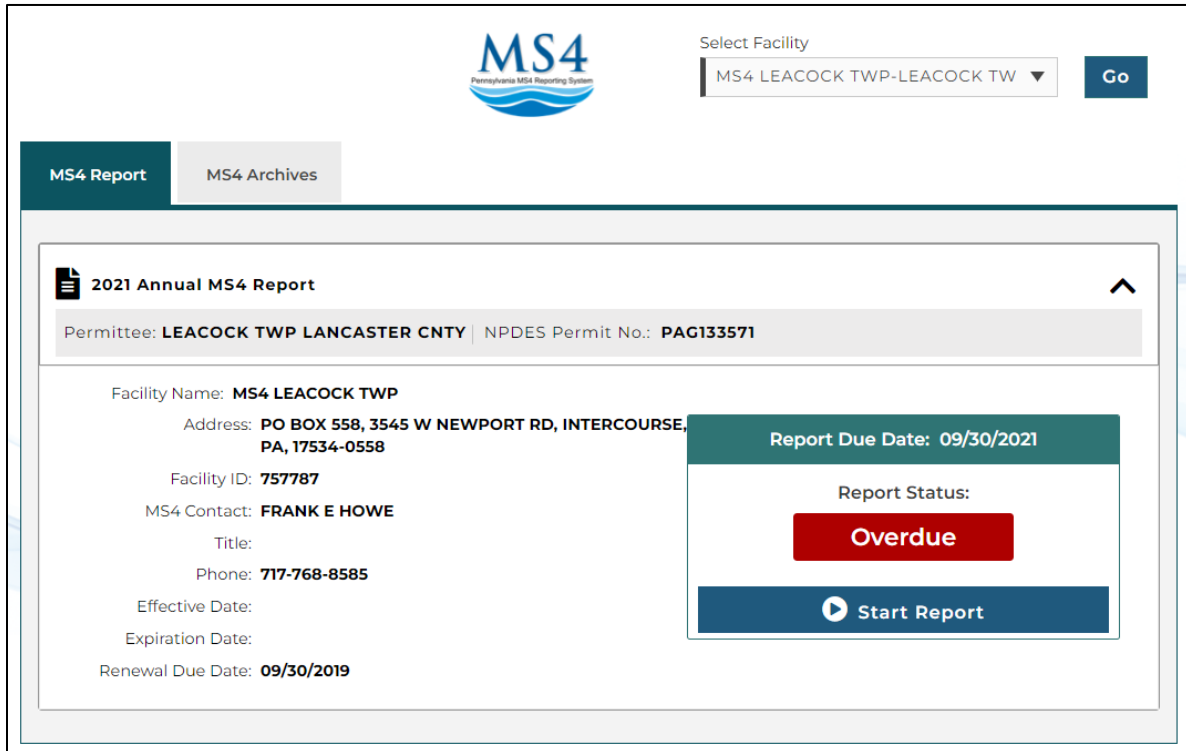 MS4
Pennsylvania MS4 Reporting System
Select Facility
MS4 LEACOCK TWP-LEACOCK TW
Go
MS4 Report
MS4 Archives
2021 Annual MS4 Report
Permittee: LEACOCK TWP LANCASTER CNTY | NPDES Permit No.: PAG133571
Facility Name: MS4 LEACOCK TWP
Address: PO BOX 558, 3545 W NEWPORT RD, INTERCOURSE,
PA, 17534-0558
Facility ID: 757787
MS4 Contact: FRANK E HOWE
Title:
Phone: 717-768-8585
Effective Date:
Expiration Date:
Renewal Due Date: 09/30/2019
Report Due Date: 09/30/2021
Report Status:
Overdue
Start Report